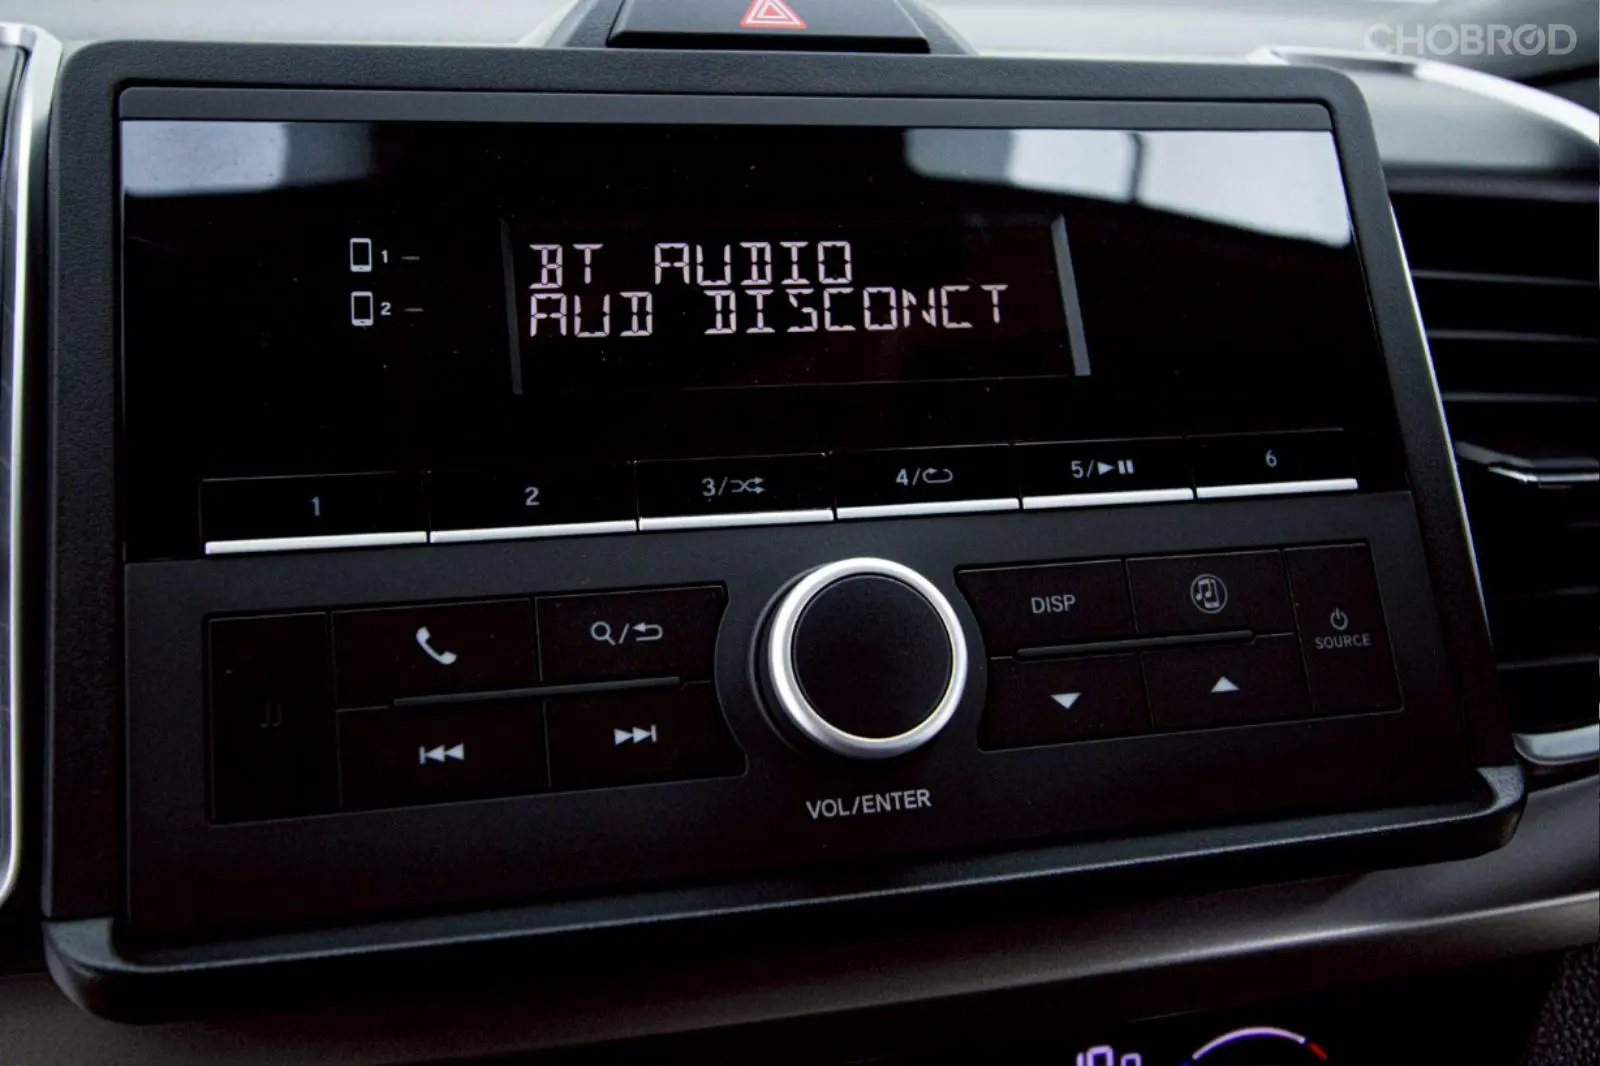 CHOBROD
1
2
BT AUDIO
AUD DISCONCT
1
2
3/
4/
5/
6
DISP
SOURCE
VOL/ENTER